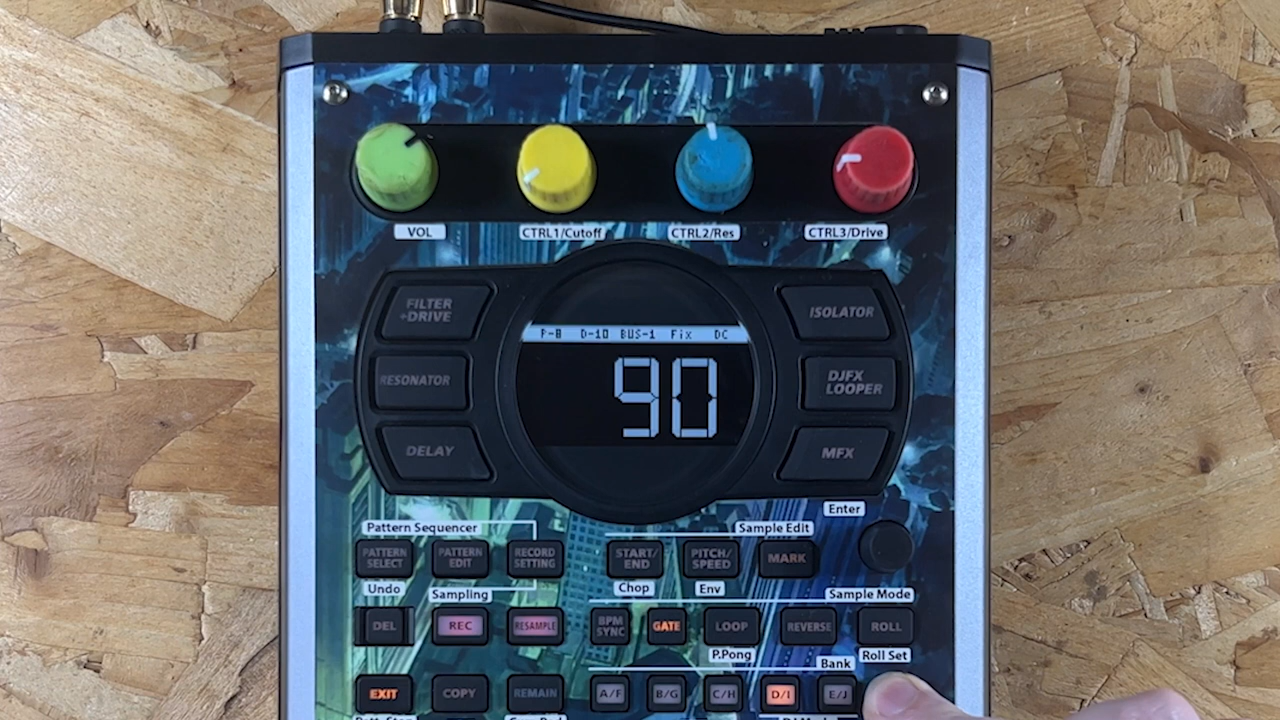 VOL CTRL1/Cutoff CTRL2/Res CTRL3/Drive
FILTER
+DRIVE
ISOLATOR
P-8 D-10 BUS-1 Fix DC
90
RESONATOR
DJFX
LOOPER
DELAY
MFX
Enter
Pattern Sequencer
Sample Edit
PATTERN
SELECT
PATTERN
EDIT
RECORD
SETTING
START/
END
PITCH/
SPEED
MARK
Undo
Chop
Env
Sampling
Sample Mode
DEL
REC
RESAMPLE
BPM
SYNC
GATE
LOOP
REVERSE
ROLL
P.Pong
Roll Set
Bank
EXIT
COPY
REMAIN
A/F
B/G
C/H
D/I
E/J